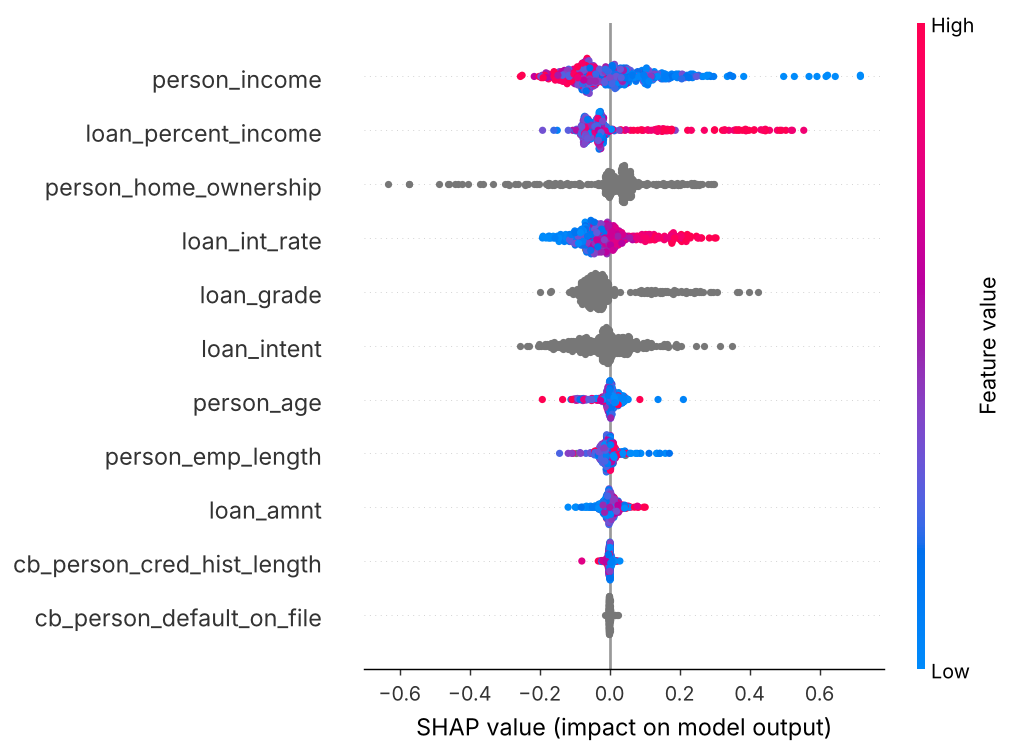 High
person_income
loan_percent_income
person_home_ownership
loan_int_rate
loan_grade
loan_intent
person_age
person_emp_length
loan_amnt
cb_person_cred_hist_length
cb_person_default_on_file
Feature value
Low
−0.6 −0.4 −0.2 0.0 0.2 0.4 0.6
SHAP value (impact on model output)